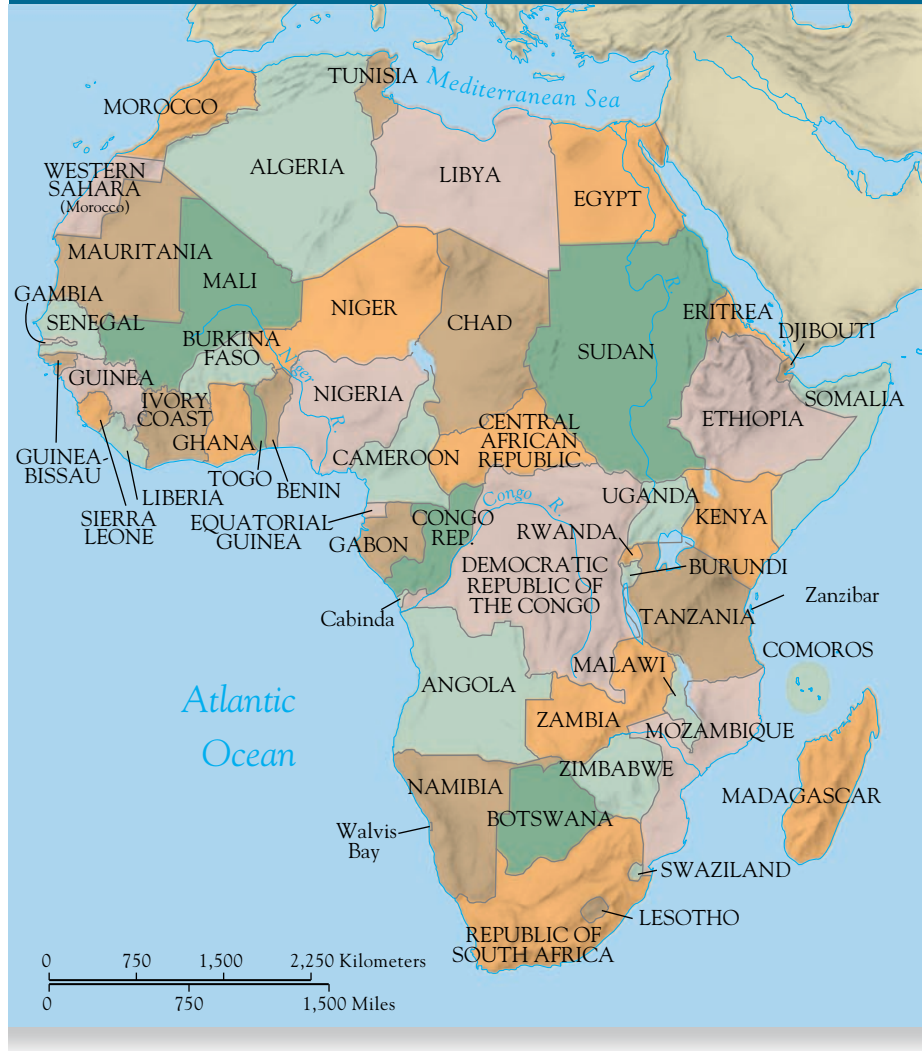 TUNISIA
Mediterranean Sea
MOROCCO
ALGERIA
LIBYA
EGYPT
WESTERN
SAHARA
(Morocco)
MAURITANIA
MALI
NIGER
CHAD
SUDAN
R.
ERITREA
DJIBOUTI
GAMBIA
SENEGAL
BURKINA
FASO
Niger
R.
GUINEA
IVORY
COAST
GHANA
NIGERIA
ETHIOPIA
SOMALIA
CENTRAL
AFRICAN
REPUBLIC
CAMEROON
GUINEA-
BISSAU
SIERRA
LEONE
LIBERIA
TOGO
BENIN
EQUATORIAL
GUINEA
GABON
CONGO
REP.
Congo R.
UGANDA
KENYA
RWANDA
BURUNDI
DEMOCRATIC
REPUBLIC OF
THE CONGO
TANZANIA
Zanzibar
Cabinda
COMOROS
MALAWI
ANGOLA
ZAMBIA
MOZAMBIQUE
Atlantic
Ocean
ZIMBABWE
NAMIBIA
BOTSWANA
MADAGASCAR
Walvis
Bay
SWAZILAND
LESOTHO
REPUBLIC OF
SOUTH AFRICA
0 750 1,500 2,250 Kilometers
0 750 1,500 Miles